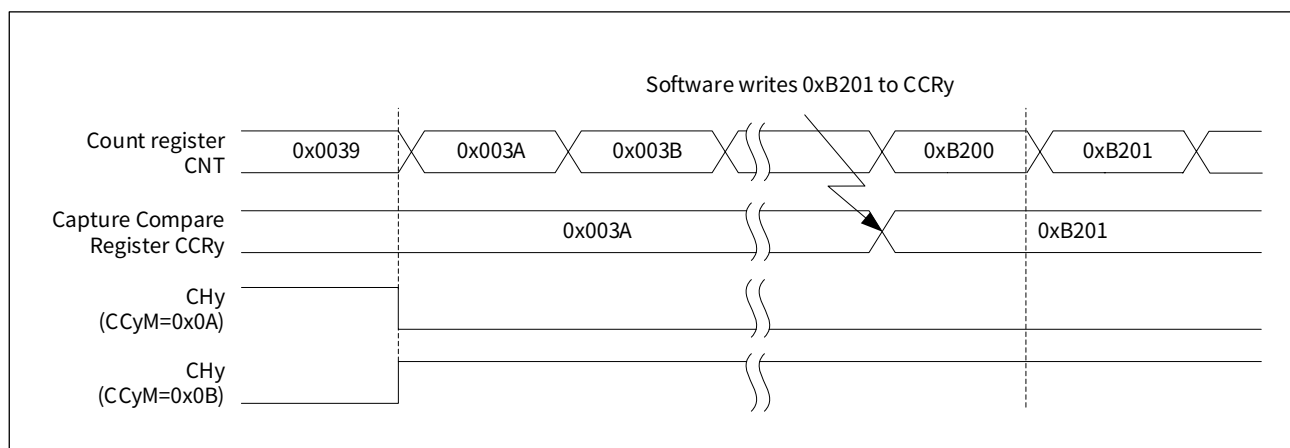 Software writes 0xB201 to CCRy
Count register
CNT
0x0039
0x003A
0x003B
0xB200
0xB201
Capture Compare
Register CCRy
0x003A
0xB201
CHy
(CCyM=0x0A)
CHy
(CCyM=0x0B)